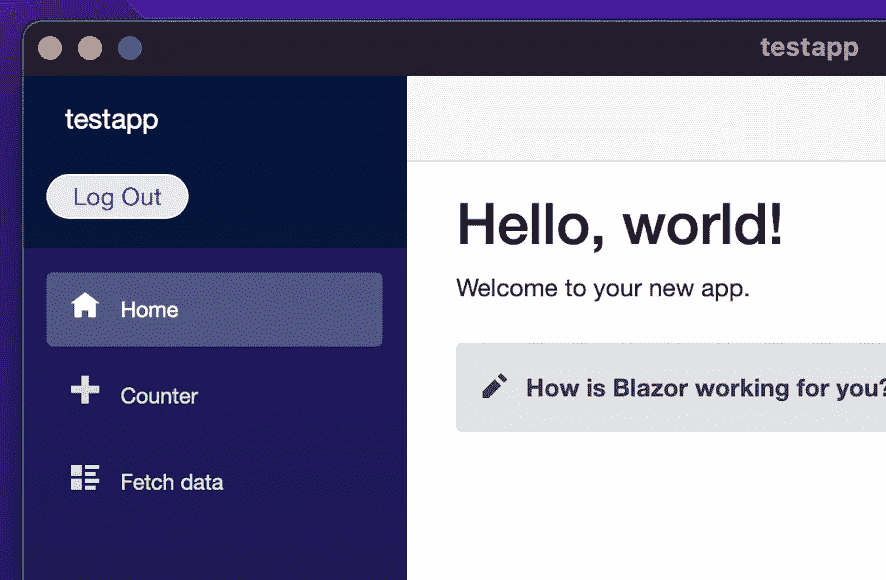 testapp
testapp
Log Out
Home
Counter
Fetch data
Hello, world!
Welcome to your new app.
How is Blazor working for you?